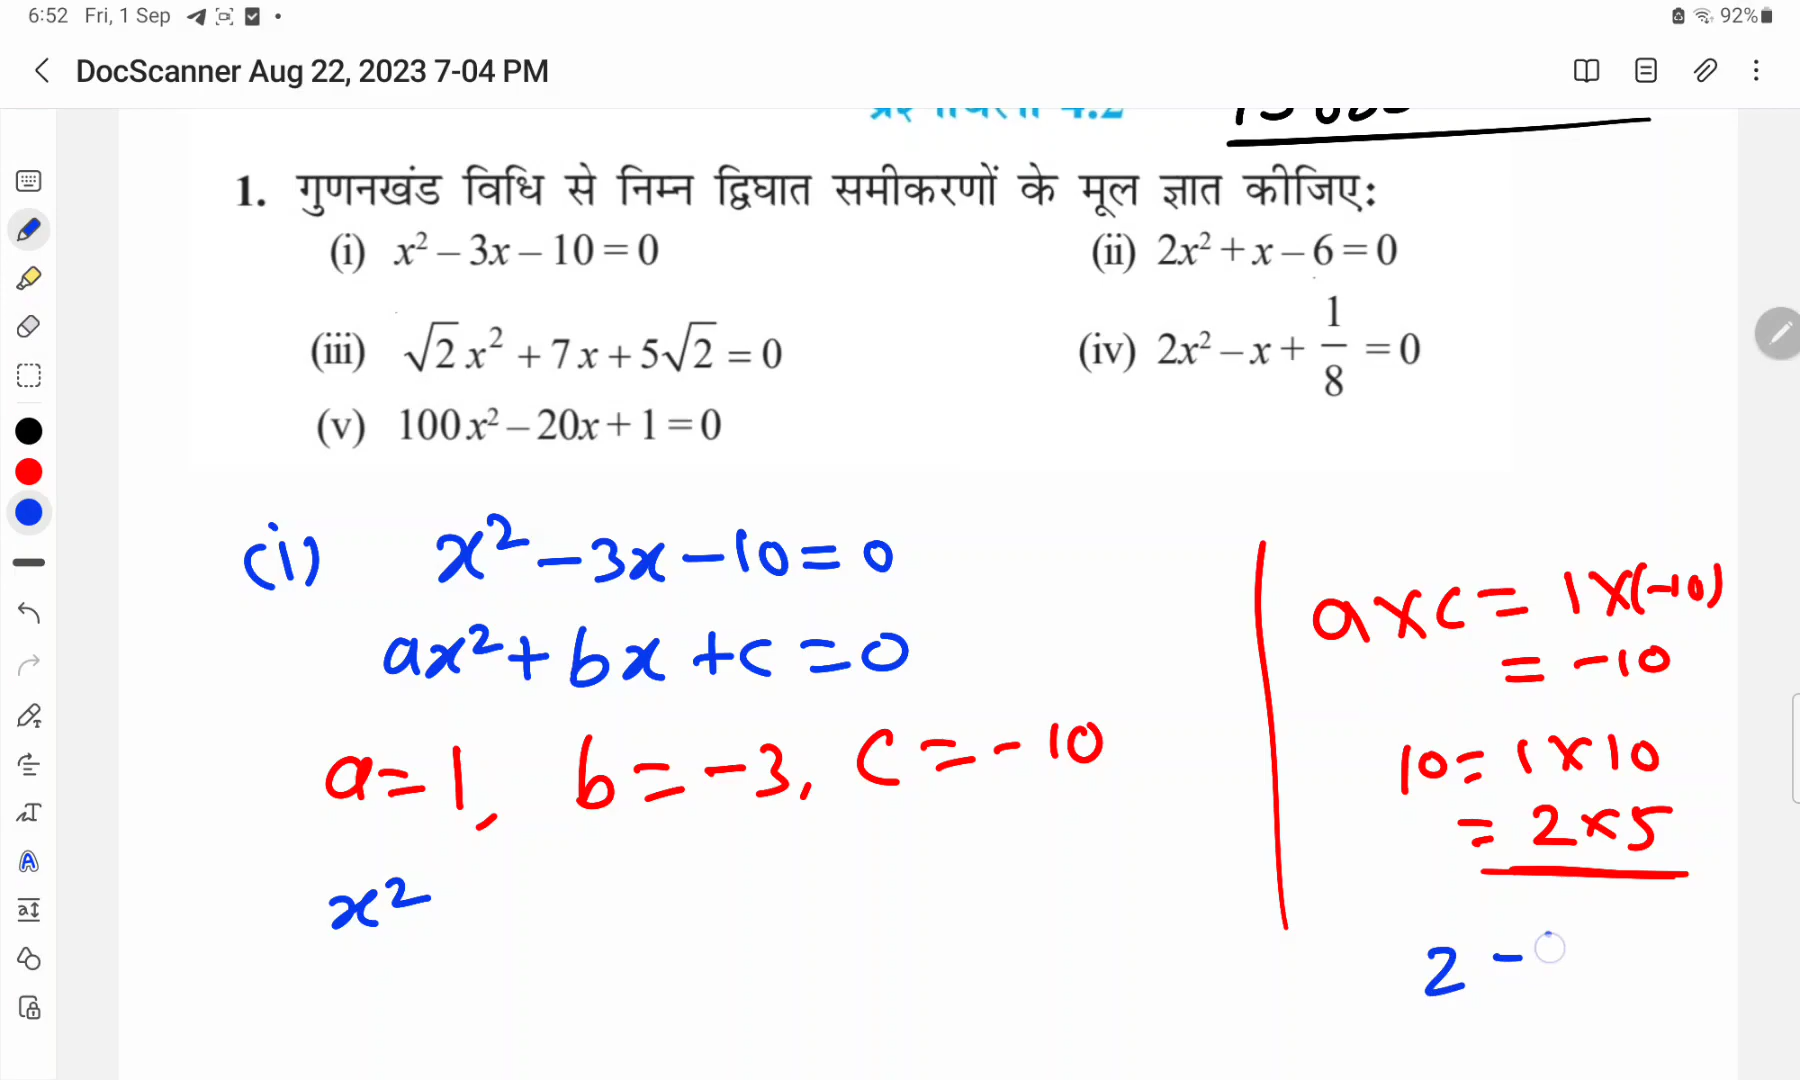 6:52 Fri, 1 Sep 92%
DocScanner Aug 22, 2023 7-04 PM
1. गुणनखंड विधि से निम्न द्विघात समीकरणों के मूल ज्ञात कीजिए:
(i) x² – 3x – 10 = 0 (ii) 2x² + x – 6 = 0
(iii) √2 x² + 7x + 5√2 = 0 (iv) 2x² – x + 1/8 = 0
(v) 100x² – 20x + 1 = 0
(i) x² – 3x – 10 = 0
ax² + bx + c = 0
a = 1, b = -3, c = -10
x²
a × c = 1 × (-10)
= -10
10 = 1 × 10
= 2 × 5
2 -